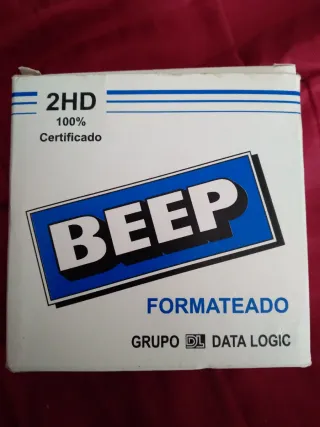 2HD
100%
Certificado
BEEP
FORMATEADO
GRUPO DL DATA LOGIC